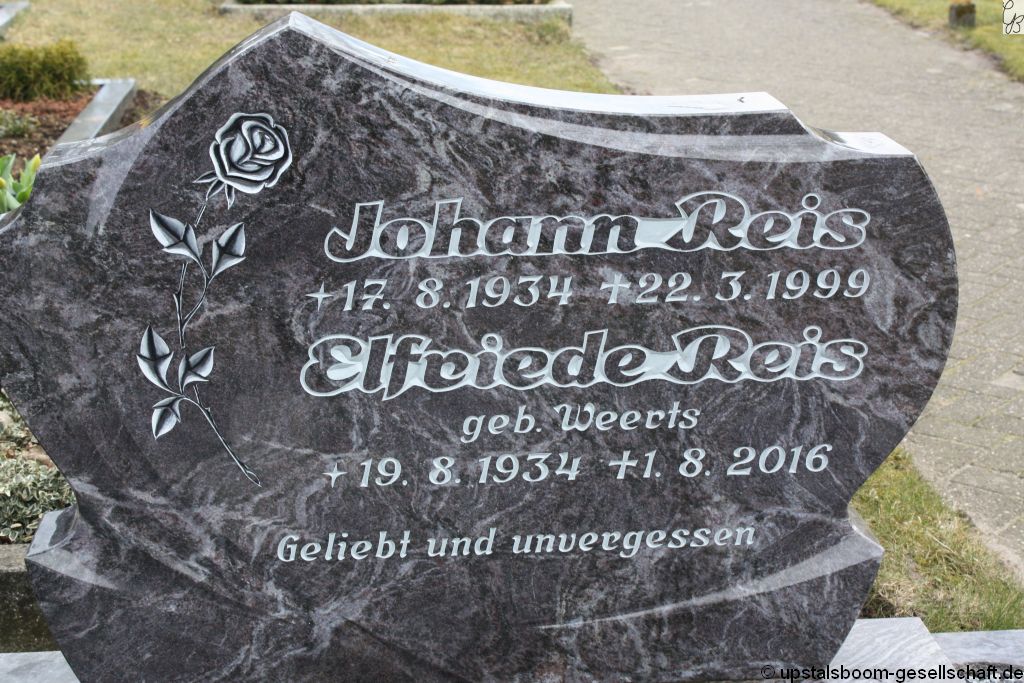 Johann Reis
+17. 8. 1934 †22. 3. 1999
Elfriede Reis
geb. Weerts
+19. 8. 1934 †1. 8. 2016
Geliebt und unvergessen
© upstalsboom-gesellschaft.de